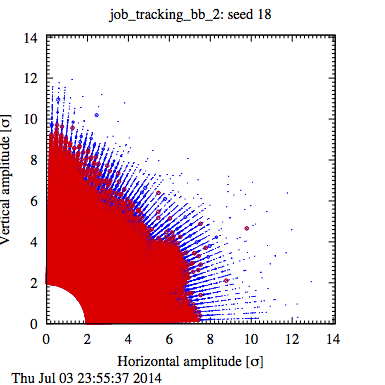 job_tracking_bb_2: seed 18
14
12
10
8
6
4
2
0
Vertical amplitude [σ]
0 2 4 6 8 10 12 14
Horizontal amplitude [σ]
Thu Jul 03 23:55:37 2014